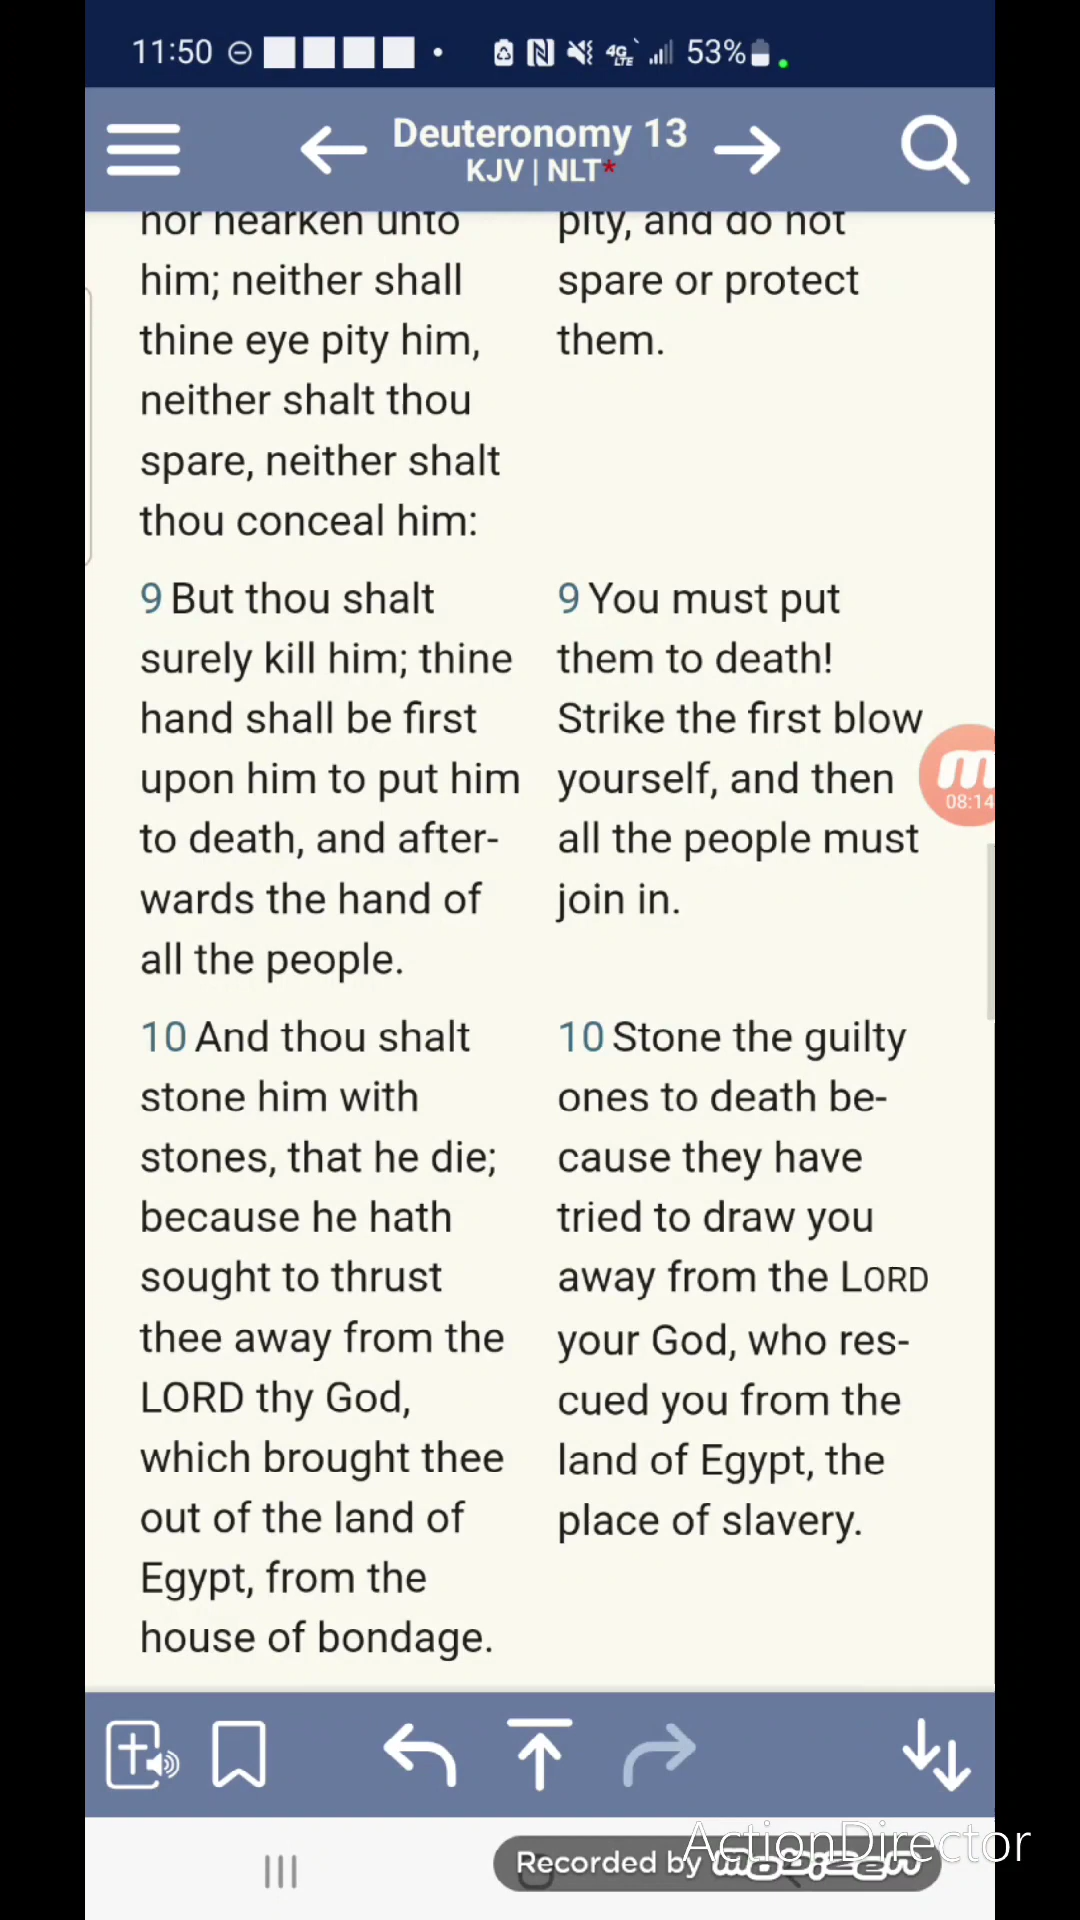 11:50 53%
4G LTE
Deuteronomy 13
KJV | NLT*
nor hearken unto
him; neither shall
thine eye pity him,
neither shalt thou
spare, neither shalt
thou conceal him:
pity, and do not
spare or protect
them.
9 But thou shalt
surely kill him; thine
hand shall be first
upon him to put him
to death, and after-
wards the hand of
all the people.
9 You must put
them to death!
Strike the first blow
yourself, and then
all the people must
join in.
m
08:14
10 And thou shalt
stone him with
stones, that he die;
because he hath
sought to thrust
thee away from the
LORD thy God,
which brought thee
out of the land of
Egypt, from the
house of bondage.
10 Stone the guilty
ones to death be-
cause they have
tried to draw you
away from the LORD
your God, who res-
cued you from the
land of Egypt, the
place of slavery.
ActionDirector
Recorded by mobizen